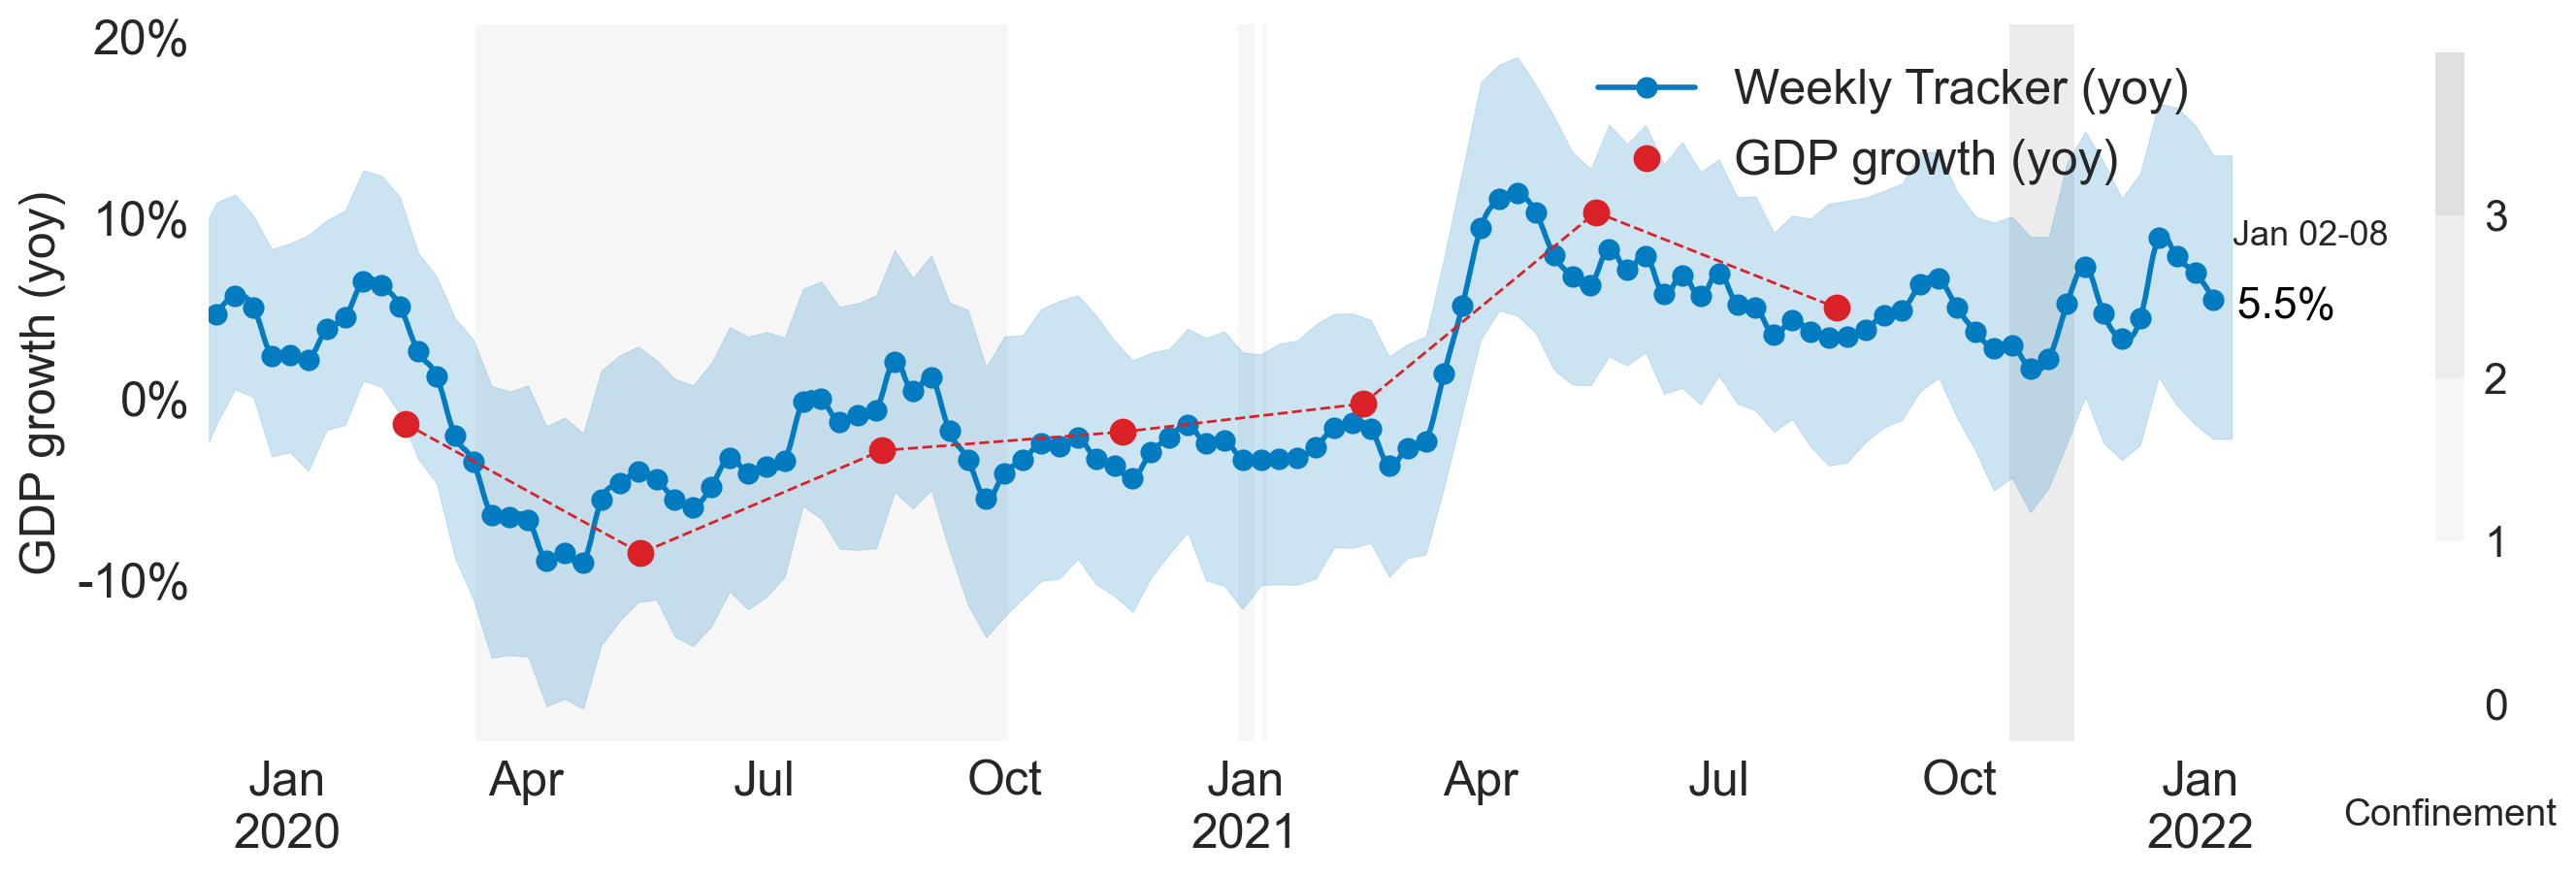 20%
10%
0%
-10%
GDP growth (yoy)
Weekly Tracker (yoy)
GDP growth (yoy)
Jan 02-08
5.5%
3
2
1
0
Confinement
Jan
2020
Apr
Jul
Oct
Jan
2021
Apr
Jul
Oct
Jan
2022